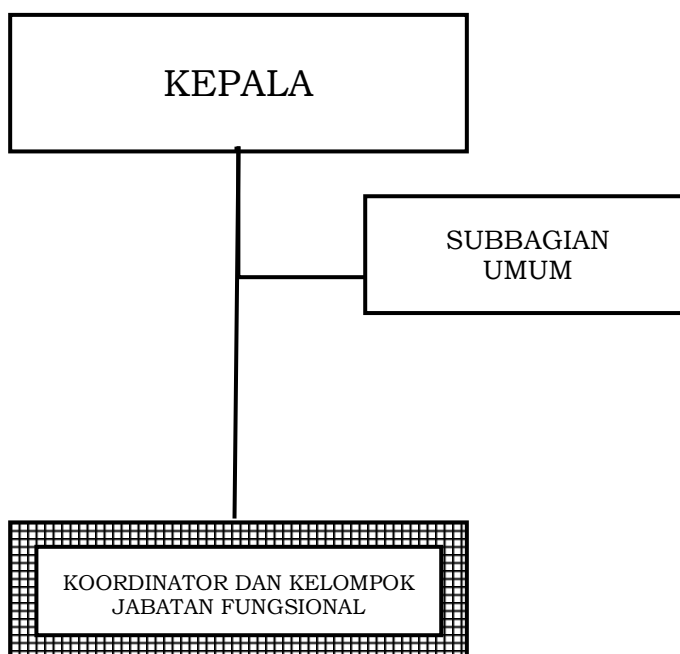 KEPALA
SUBBAGIAN
UMUM
KOORDINATOR DAN KELOMPOK
JABATAN FUNGSIONAL